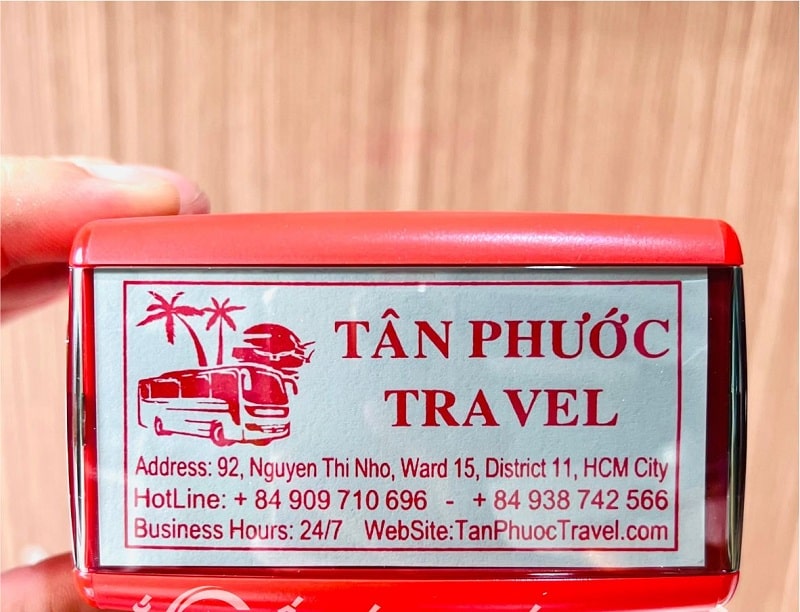 TÂN PHƯỚC
TRAVEL
Address: 92, Nguyen Thi Nho, Ward 15, District 11, HCM City
HotLine: + 84 909 710 696 - + 84 938 742 566
Business Hours: 24/7 WebSite:TanPhuocTravel.com